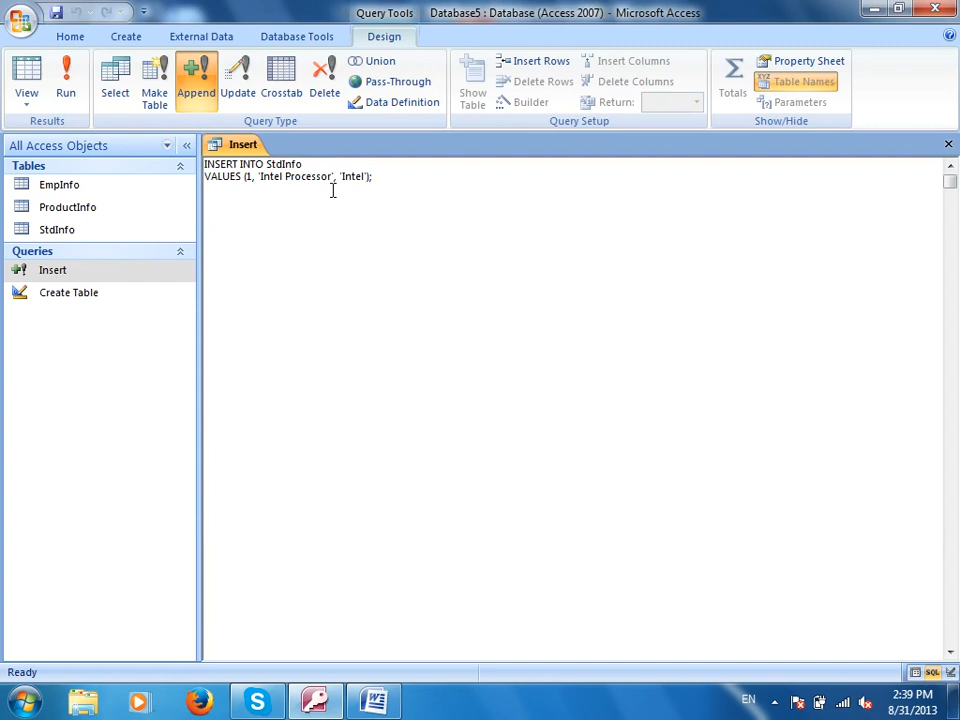 Query Tools Database5 : Database (Access 2007) - Microsoft Access
Home Create External Data Database Tools Design
View Run Select Make Table Append Update Crosstab Delete
Union
Pass-Through
Data Definition
Show Table
Insert Rows
Delete Rows
Builder
Insert Columns
Delete Columns
Return:
Totals
Property Sheet
XYZ Table Names
Parameters
Results Query Type Query Setup Show/Hide
All Access Objects
Insert
Tables
EmpInfo
ProductInfo
StdInfo
Queries
Insert
Create Table
INSERT INTO StdInfo
VALUES (1, 'Intel Processor', 'Intel');
Ready
SQL
EN
2:39 PM
8/31/2013